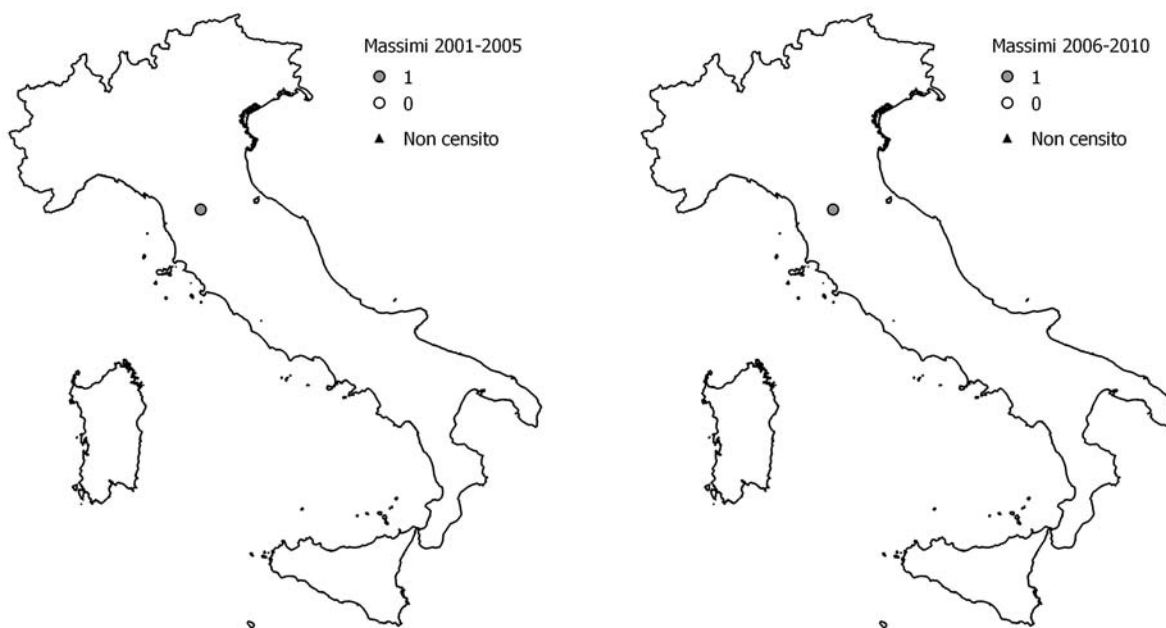 Massimi 2001-2005
1
0
Non censito
Massimi 2006-2010
1
0
Non censito